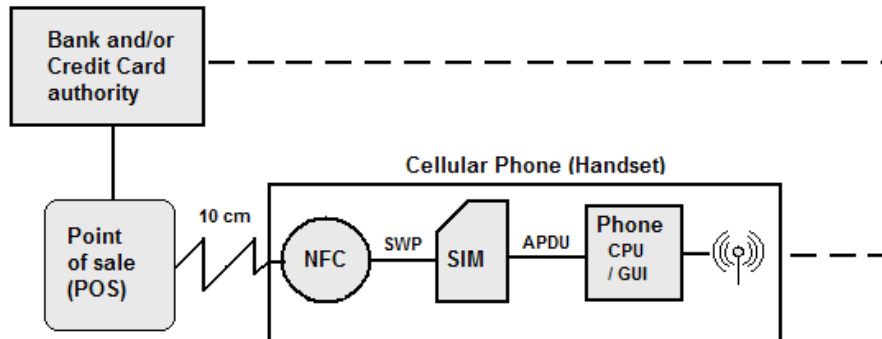 Bank and/or
Credit Card
authority
Cellular Phone (Handset)
10 cm
Point
of sale
(POS)
NFC
SWP
SIM
APDU
Phone
CPU
/ GUI